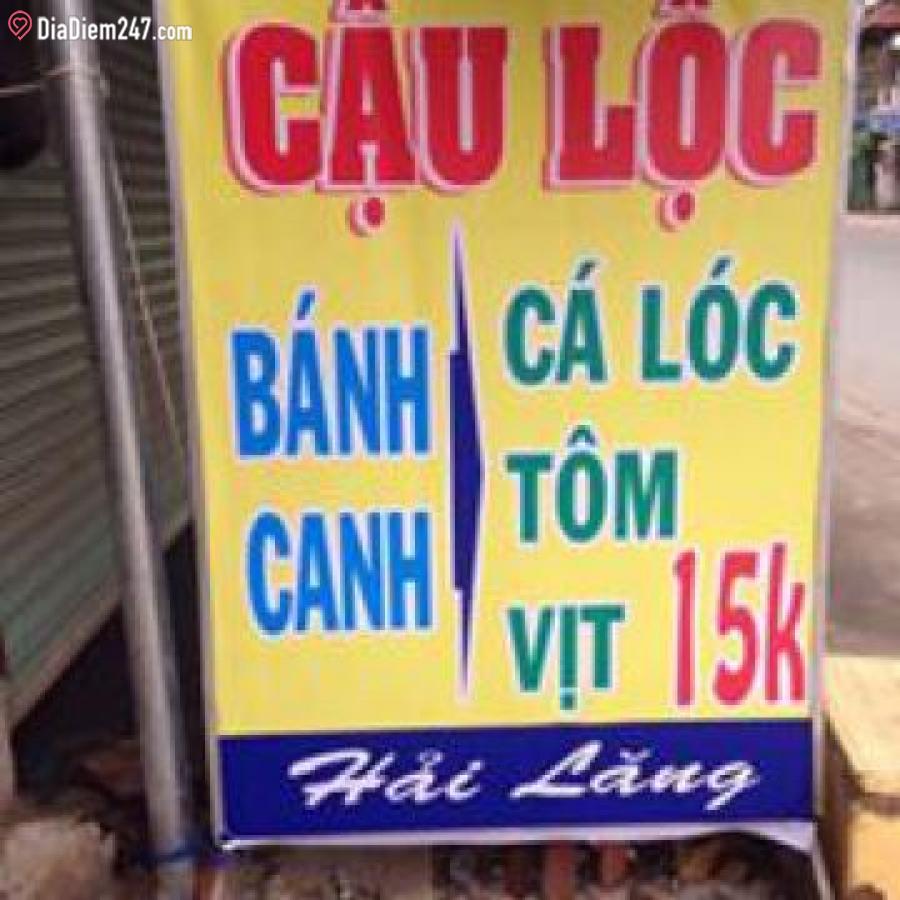 DiaDiem247.com
CẬU LỘC
BÁNH
CANH
CÁ LÓC
TÔM
VỊT 15k
Hải Lăng